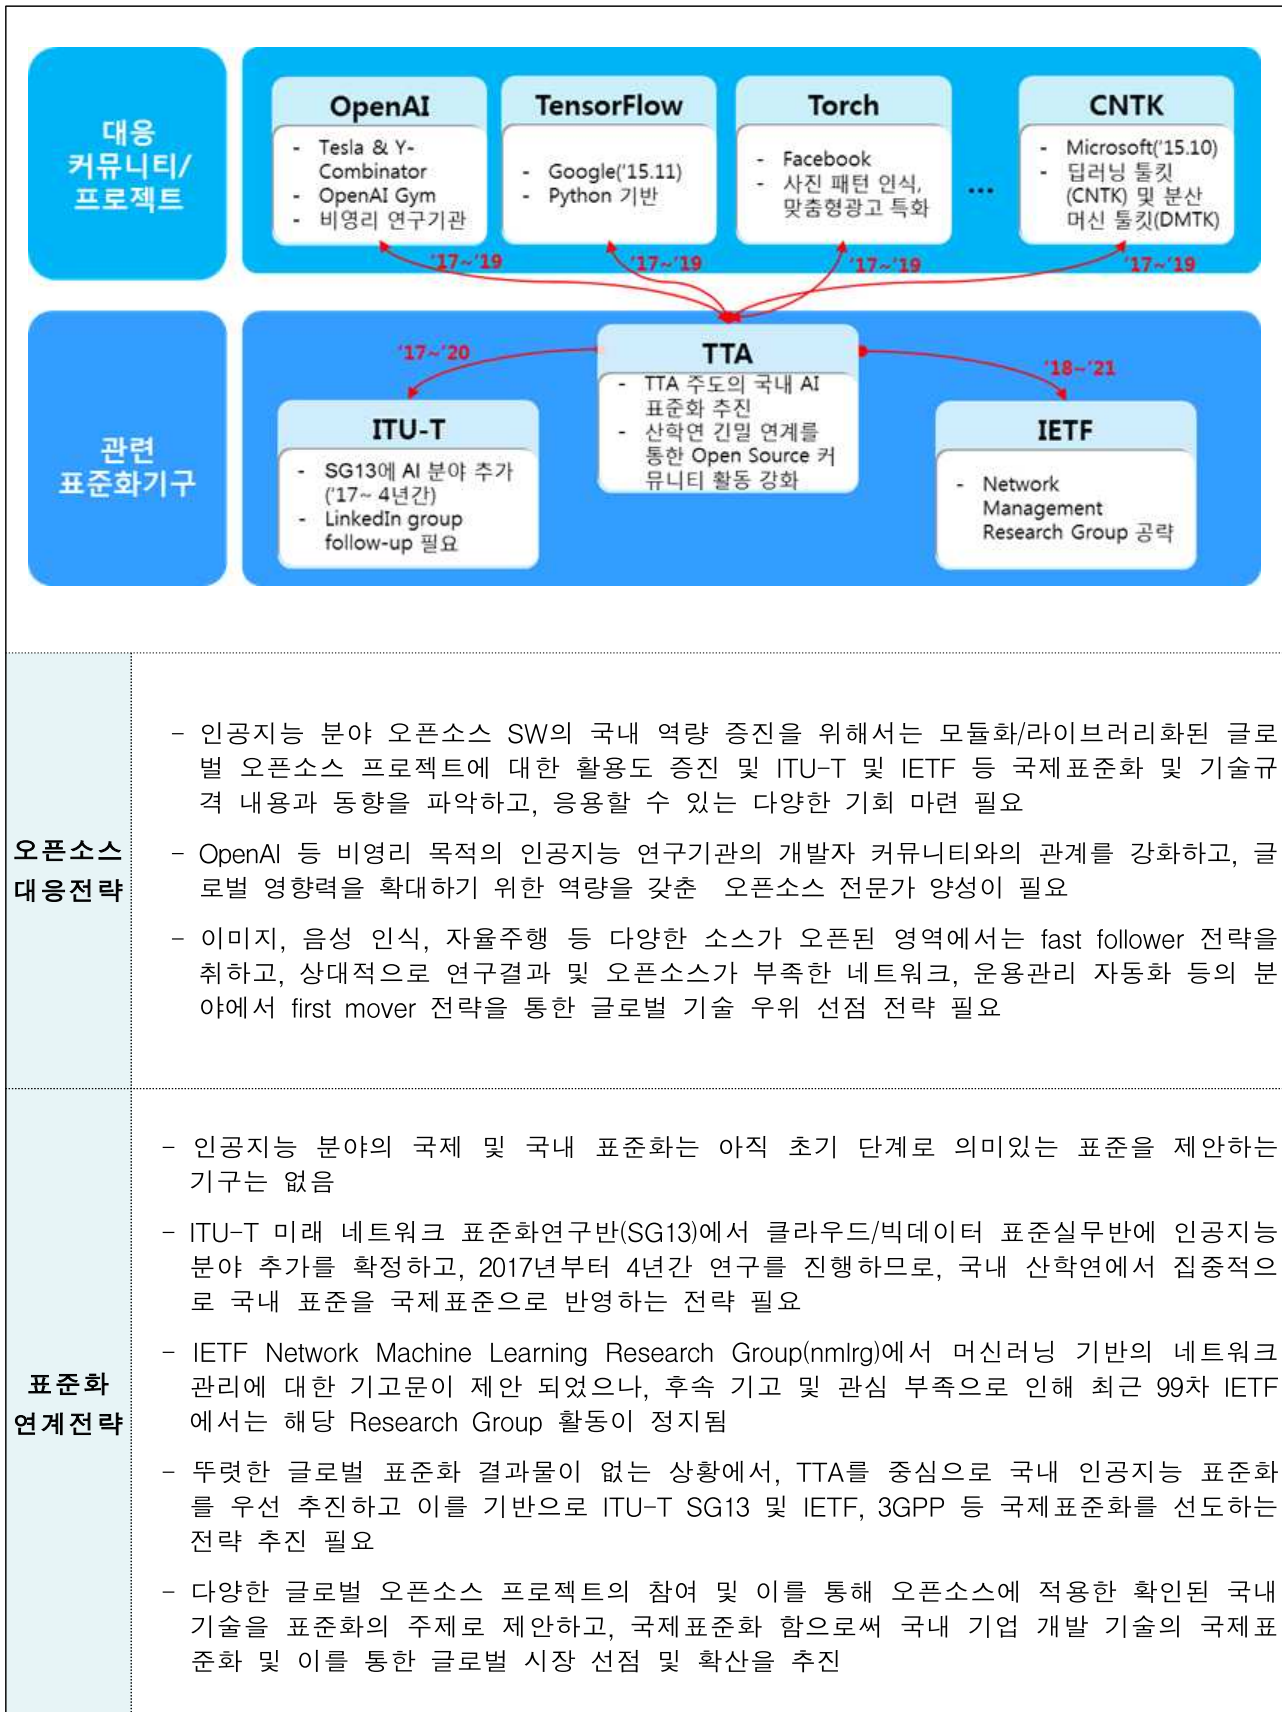 대응
커뮤니티/
프로젝트
OpenAI
- Tesla & Y-
Combinator
- OpenAI Gym
- 비영리 연구기관
TensorFlow
- Google('15.11)
- Python 기반
Torch
- Facebook
- 사진 패턴 인식,
맞춤형광고 특화
...
CNTK
- Microsoft('15.10)
- 딥러닝 툴킷
(CNTK) 및 분산
머신 툴킷(DMTK)
'17~'19
'17~'19
'17~'19
'17~'19
관련
표준화기구
'17~'20
TTA
- TTA 주도의 국내 AI
표준화 추진
- 산학연 긴밀 연계를
통한 Open Source 커
뮤니티 활동 강화
'18~'21
ITU-T
- SG13에 AI 분야 추가
('17~ 4년간)
- LinkedIn group
follow-up 필요
IETF
- Network
Management
Research Group 공략
오픈소스
대응전략
- 인공지능 분야 오픈소스 SW의 국내 역량 증진을 위해서는 모듈화/라이브러리화된 글로
벌 오픈소스 프로젝트에 대한 활용도 증진 및 ITU-T 및 IETF 등 국제표준화 및 기술규
격 내용과 동향을 파악하고, 응용할 수 있는 다양한 기회 마련 필요
- OpenAI 등 비영리 목적의 인공지능 연구기관의 개발자 커뮤니티와의 관계를 강화하고, 글
로벌 영향력을 확대하기 위한 역량을 갖춘 오픈소스 전문가 양성이 필요
- 이미지, 음성 인식, 자율주행 등 다양한 소스가 오픈된 영역에서는 fast follower 전략을
취하고, 상대적으로 연구결과 및 오픈소스가 부족한 네트워크, 운용관리 자동화 등의 분
야에서 first mover 전략을 통한 글로벌 기술 우위 선점 전략 필요
표준화
연계전략
- 인공지능 분야의 국제 및 국내 표준화는 아직 초기 단계로 의미있는 표준을 제안하는
기구는 없음
- ITU-T 미래 네트워크 표준화연구반(SG13)에서 클라우드/빅데이터 표준실무반에 인공지능
분야 추가를 확정하고, 2017년부터 4년간 연구를 진행하므로, 국내 산학연에서 집중적으
로 국내 표준을 국제표준으로 반영하는 전략 필요
- IETF Network Machine Learning Research Group(nmlrg)에서 머신러닝 기반의 네트워크
관리에 대한 기고문이 제안 되었으나, 후속 기고 및 관심 부족으로 인해 최근 99차 IETF
에서는 해당 Research Group 활동이 정지됨
- 뚜렷한 글로벌 표준화 결과물이 없는 상황에서, TTA를 중심으로 국내 인공지능 표준화
를 우선 추진하고 이를 기반으로 ITU-T SG13 및 IETF, 3GPP 등 국제표준화를 선도하는
전략 추진 필요
- 다양한 글로벌 오픈소스 프로젝트의 참여 및 이를 통해 오픈소스에 적용한 확인된 국내
기술을 표준화의 주제로 제안하고, 국제표준화 함으로써 국내 기업 개발 기술의 국제표
준화 및 이를 통한 글로벌 시장 선점 및 확산을 추진